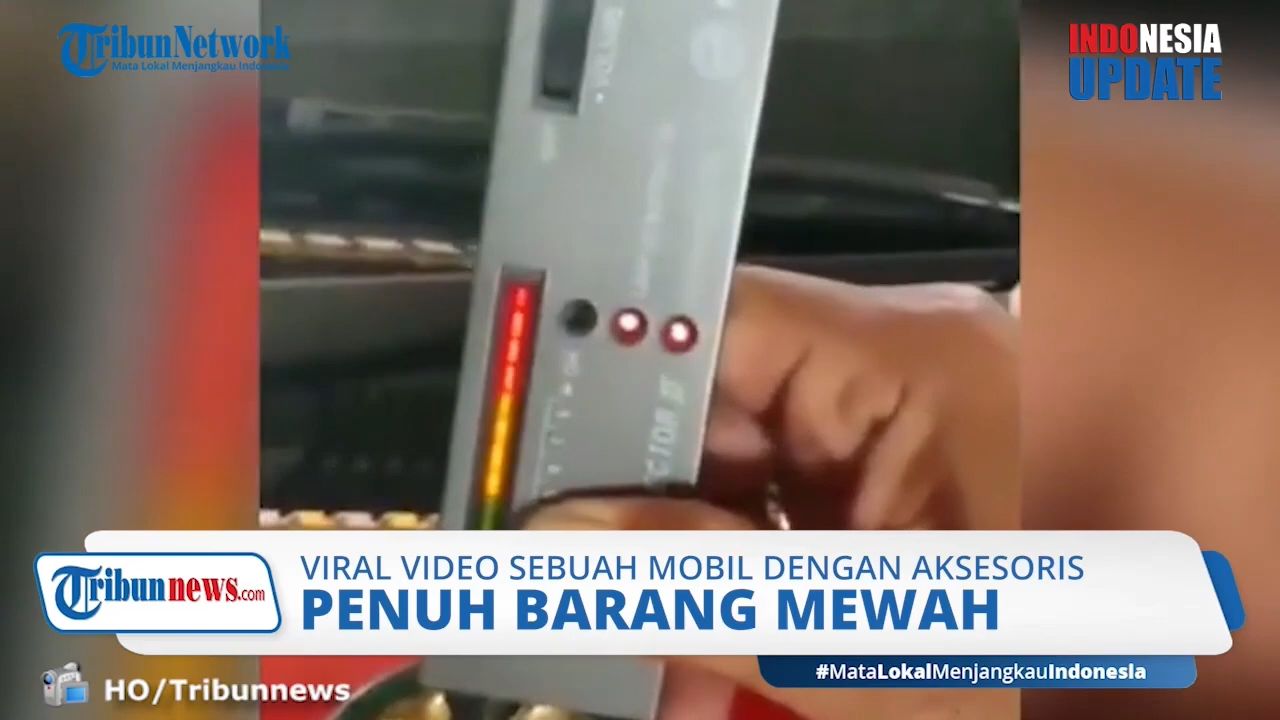 TribunNetwork
Mata Lokal Menjangkau Indonesia
INDONESIA
UPDATE
VIRAL VIDEO SEBUAH MOBIL DENGAN AKSESORIS
PENUH BARANG MEWAH
Tribunnews.com
#MataLokalMenjangkauIndonesia
HO/Tribunnews